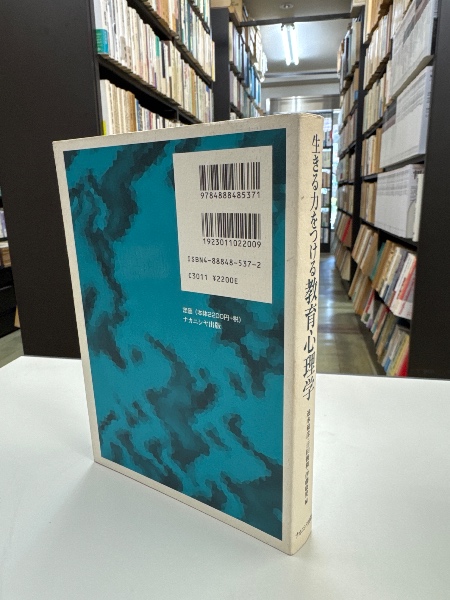 9784888485371
1923011022009
ISBN4-88848-537-2
C3011 ¥2200E
定価（本体2200円+税）
ナカニシヤ出版
生きる力をつける教育心理学